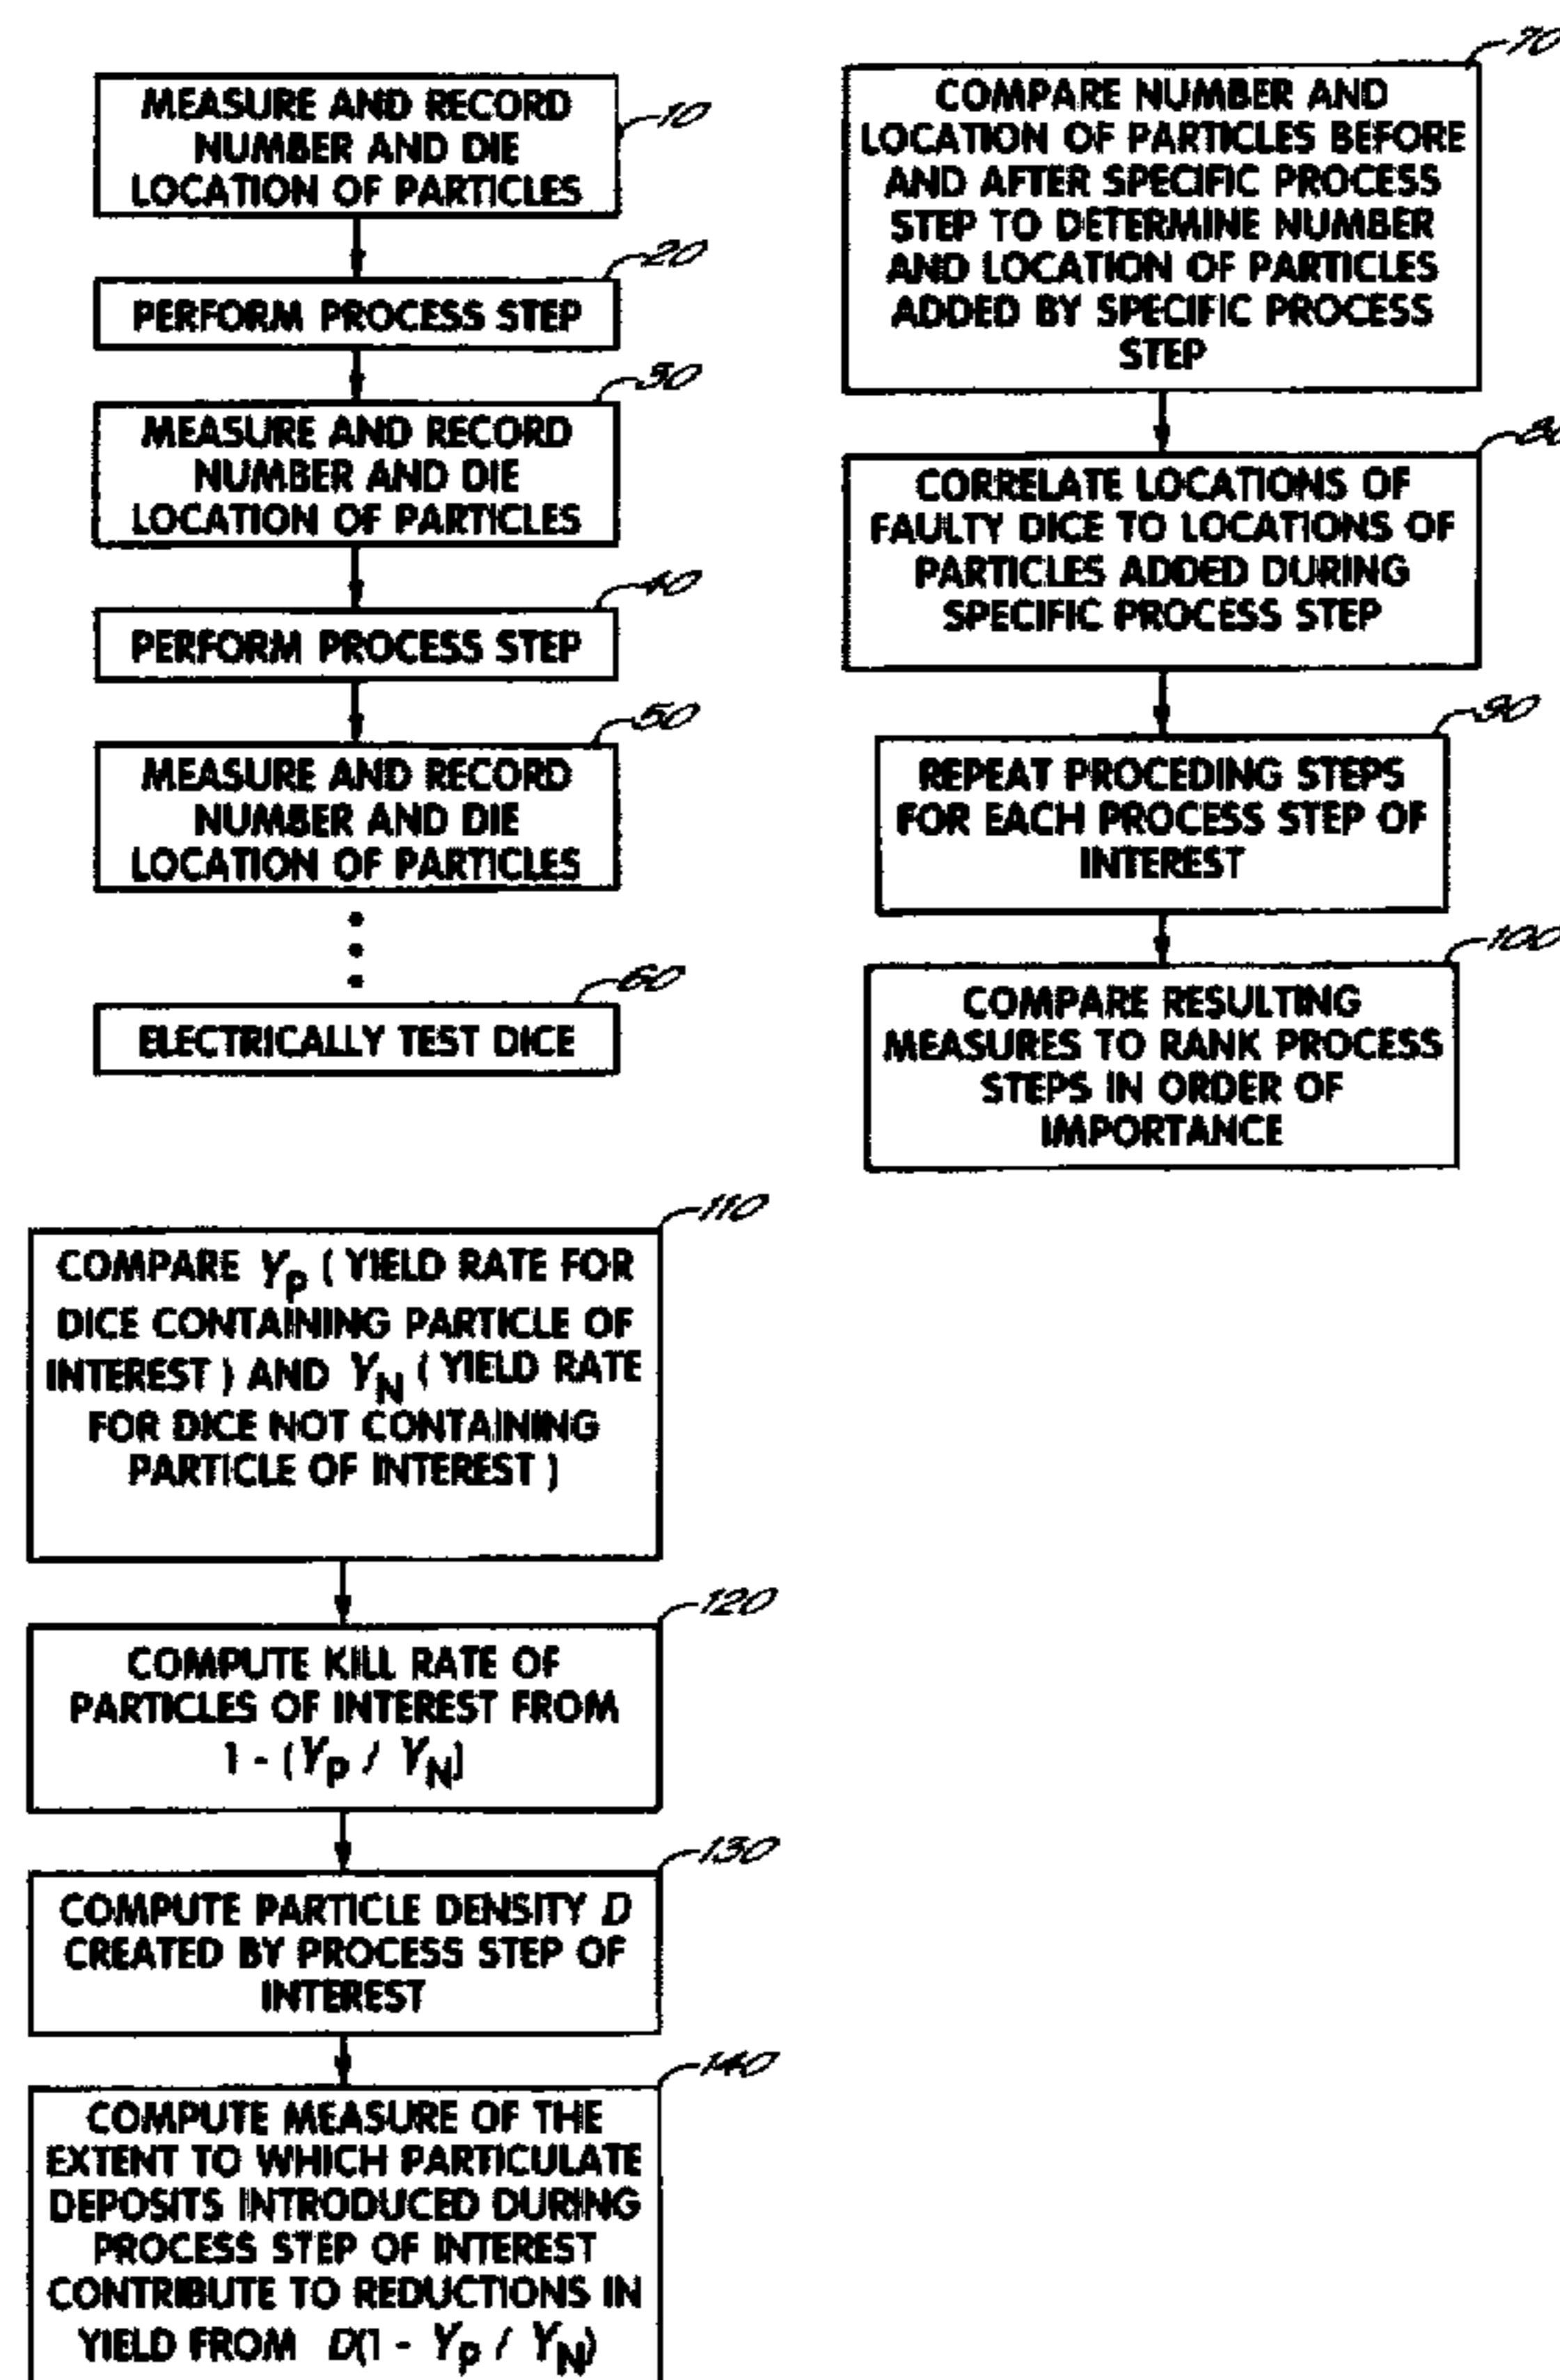 10
MEASURE AND RECORD
NUMBER AND DIE
LOCATION OF PARTICLES
20
PERFORM PROCESS STEP
30
MEASURE AND RECORD
NUMBER AND DIE
LOCATION OF PARTICLES
40
PERFORM PROCESS STEP
50
MEASURE AND RECORD
NUMBER AND DIE
LOCATION OF PARTICLES
60
ELECTRICALLY TEST DICE
70
COMPARE NUMBER AND
LOCATION OF PARTICLES BEFORE
AND AFTER SPECIFIC PROCESS
STEP TO DETERMINE NUMBER
AND LOCATION OF PARTICLES
ADDED BY SPECIFIC PROCESS
STEP
80
CORRELATE LOCATIONS OF
FAULTY DICE TO LOCATIONS OF
PARTICLES ADDED DURING
SPECIFIC PROCESS STEP
90
REPEAT PROCEDING STEPS
FOR EACH PROCESS STEP OF
INTEREST
100
COMPARE RESULTING
MEASURES TO RANK PROCESS
STEPS IN ORDER OF
IMPORTANCE
110
COMPARE Yp ( YIELD RATE FOR
DICE CONTAINING PARTICLE OF
INTEREST ) AND YN ( YIELD RATE
FOR DICE NOT CONTAINING
PARTICLE OF INTEREST )
120
COMPUTE KILL RATE OF
PARTICLES OF INTEREST FROM
1 - (Yp / YN)
130
COMPUTE PARTICLE DENSITY D
CREATED BY PROCESS STEP OF
INTEREST
140
COMPUTE MEASURE OF THE
EXTENT TO WHICH PARTICULATE
DEPOSITS INTRODUCED DURING
PROCESS STEP OF INTEREST
CONTRIBUTE TO REDUCTIONS IN
YIELD FROM D(1 - Yp / YN)